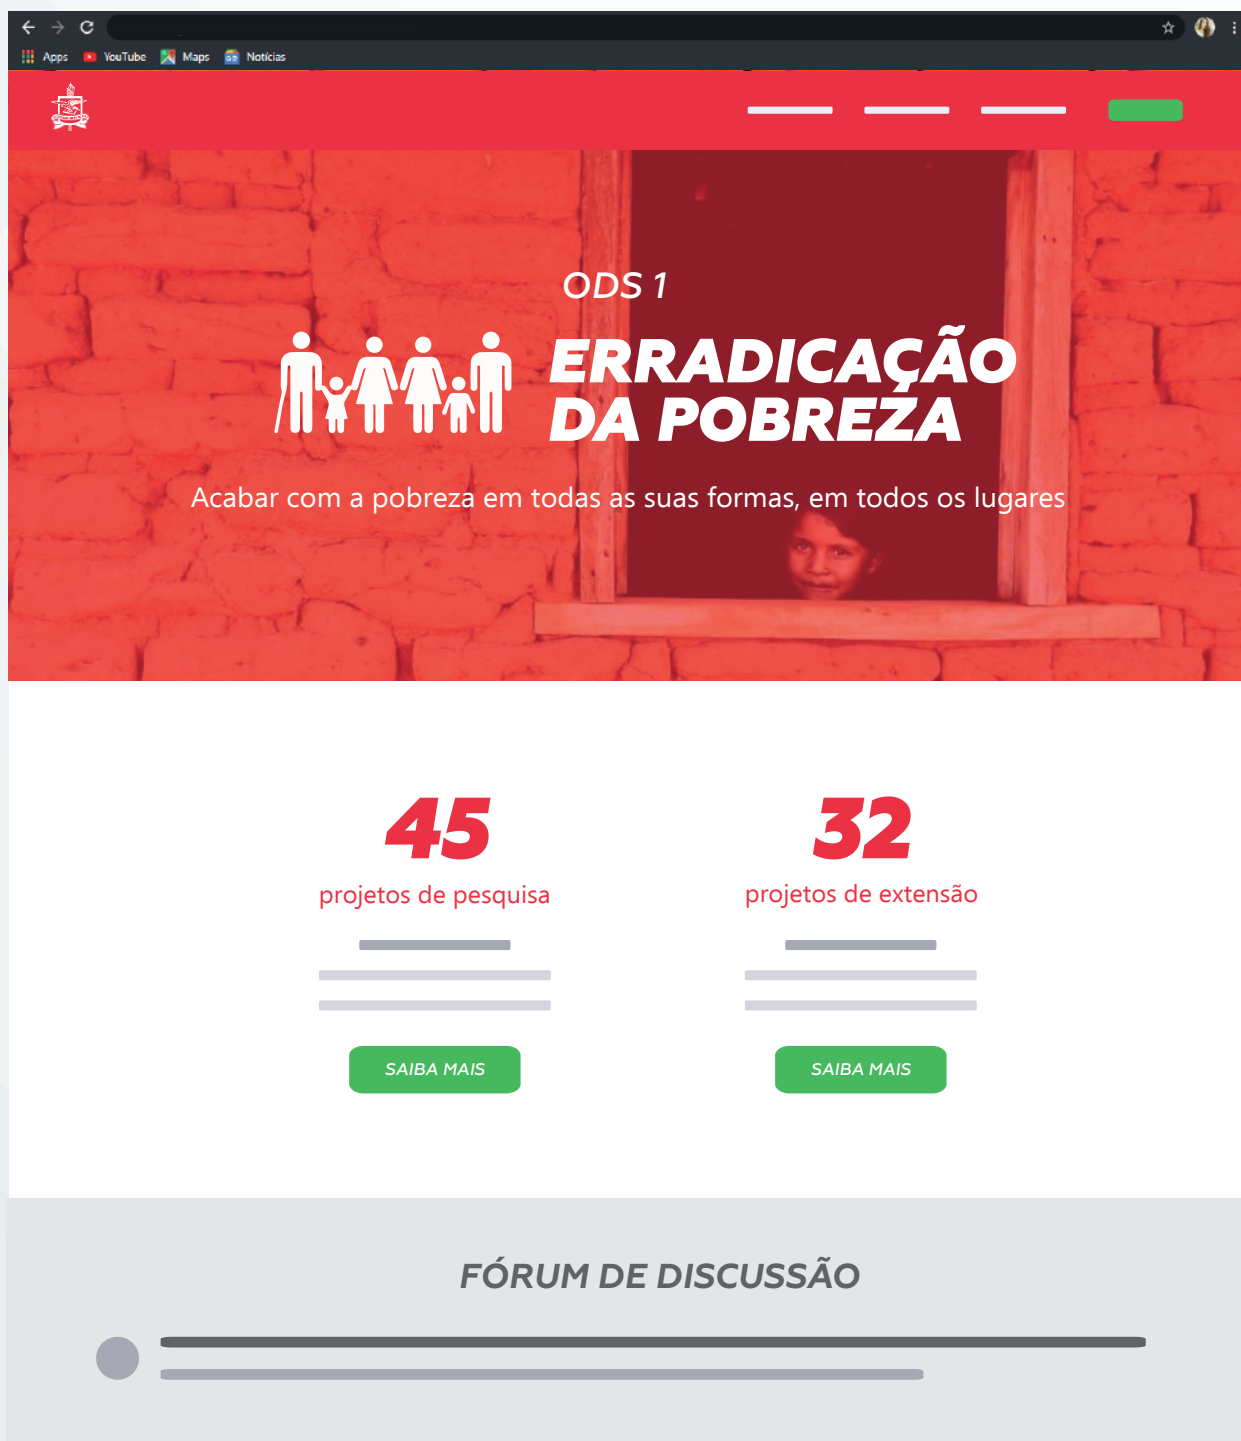 Apps YouTube Maps Notícias
ODS 1
ERRADICAÇÃO
DA POBREZA
Acabar com a pobreza em todas as suas formas, em todos os lugares
45
projetos de pesquisa
32
projetos de extensão
SAIBA MAIS
SAIBA MAIS
FÓRUM DE DISCUSSÃO